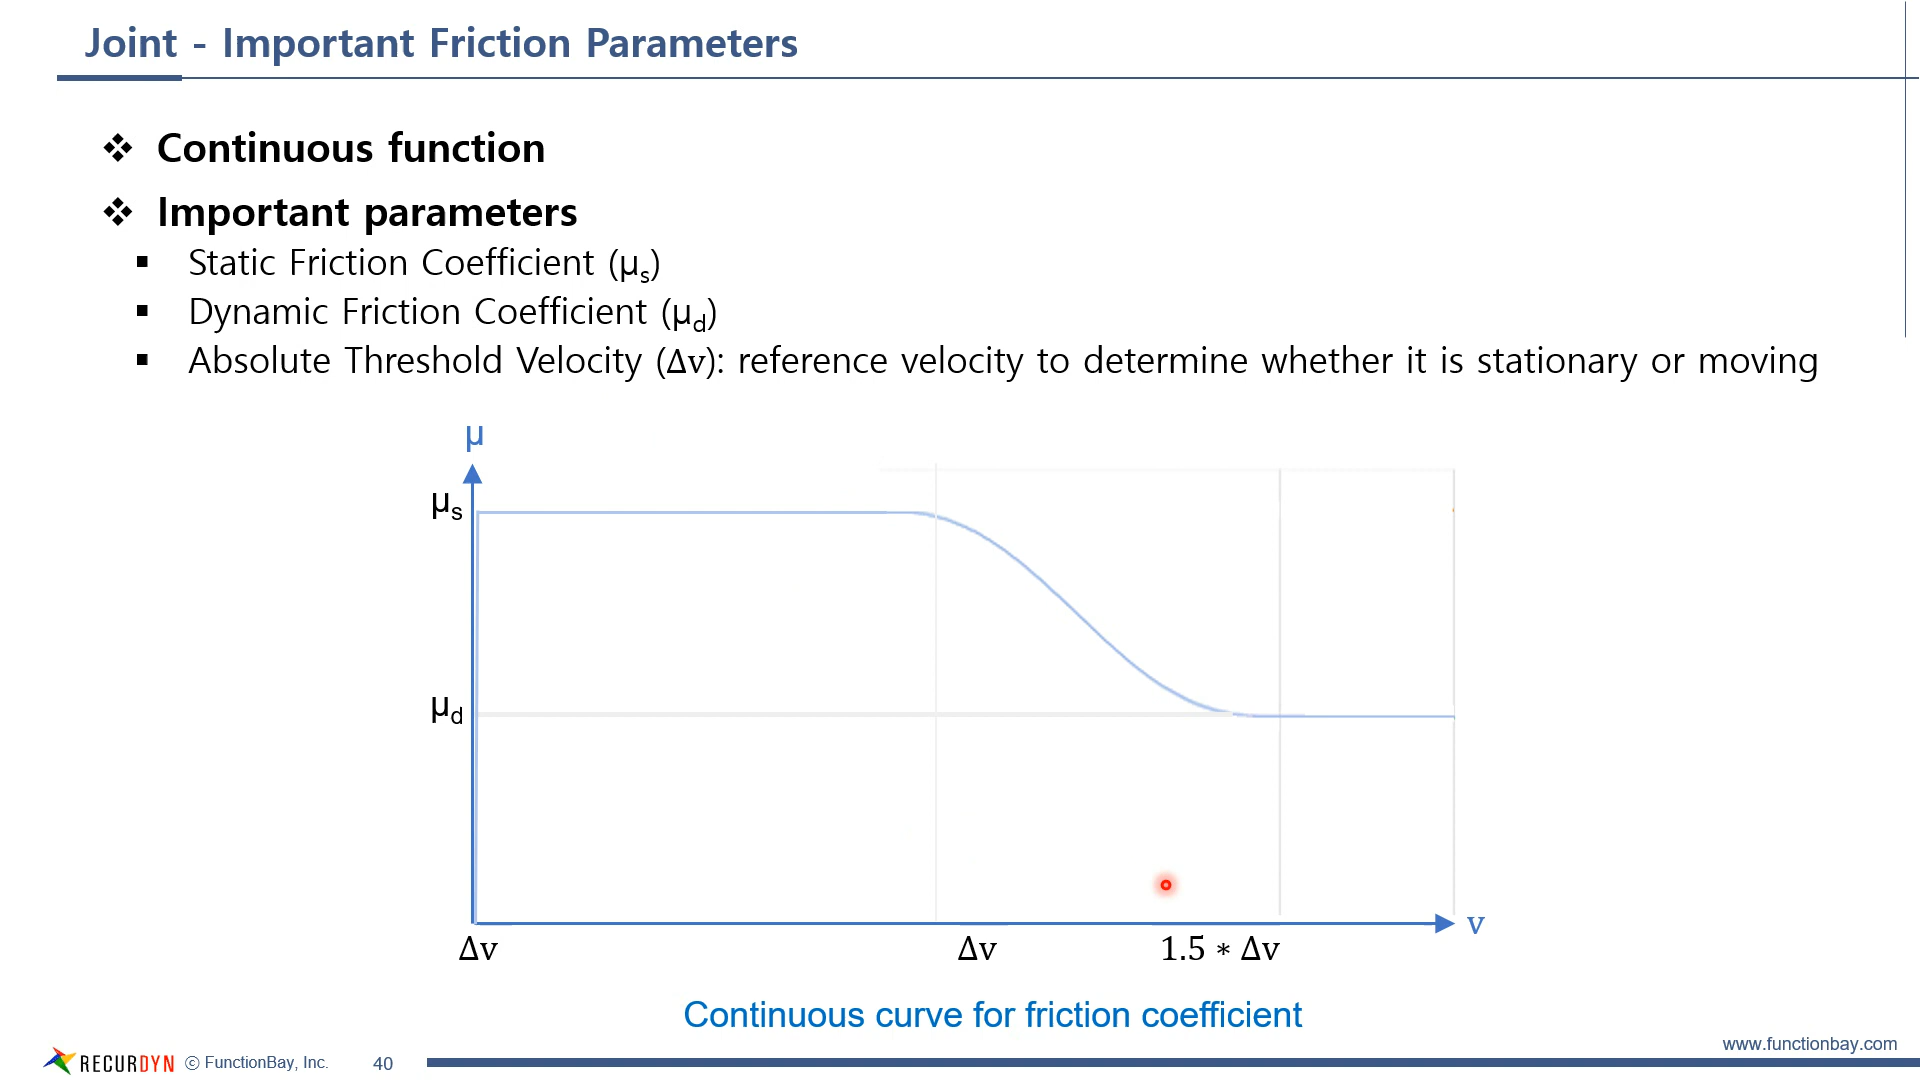 Joint - Important Friction Parameters
❖ Continuous function
❖ Important parameters
▪ Static Friction Coefficient (μs)
▪ Dynamic Friction Coefficient (μd)
▪ Absolute Threshold Velocity (Δv): reference velocity to determine whether it is stationary or moving
μ
μs
μd
v
Δv Δv 1.5 * Δv
Continuous curve for friction coefficient
www.functionbay.com
RECURDYN © FunctionBay, Inc. 40